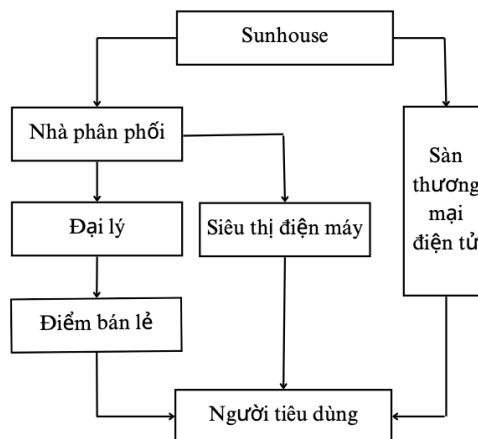 Sunhouse
Nhà phân phối
Sàn
thương
mại
điện tử
Đại lý
Siêu thị điện máy
Điểm bán lẻ
Người tiêu dùng